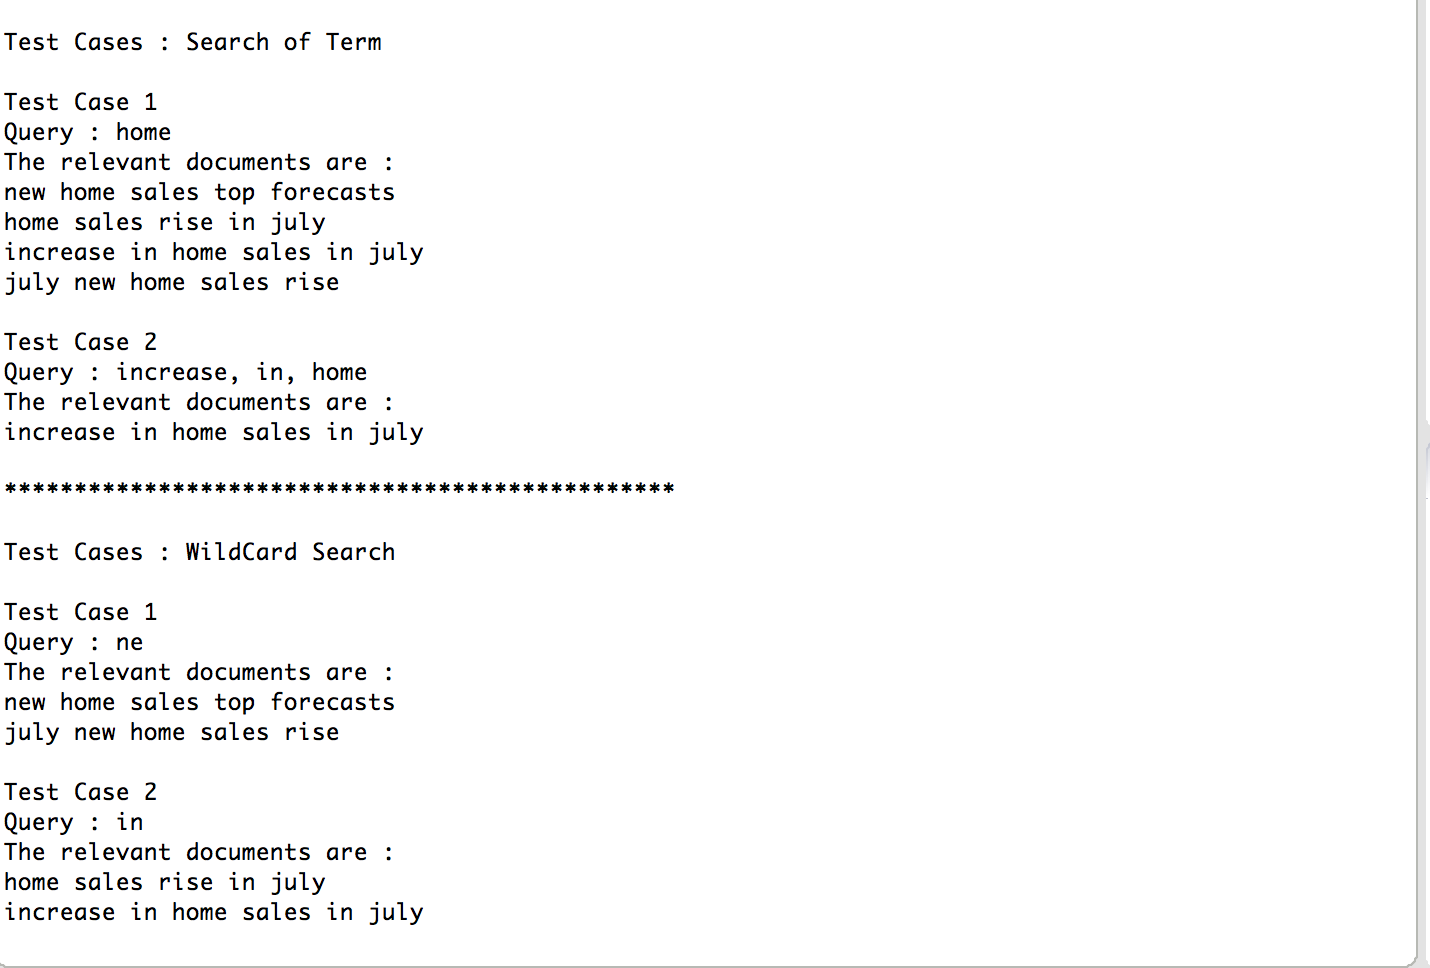 Test Cases : Search of Term
Test Case 1
Query : home
The relevant documents are :
new home sales top forecasts
home sales rise in july
increase in home sales in july
july new home sales rise
Test Case 2
Query : increase, in, home
The relevant documents are :
increase in home sales in july
************************************************
Test Cases : WildCard Search
Test Case 1
Query : ne
The relevant documents are :
new home sales top forecasts
july new home sales rise
Test Case 2
Query : in
The relevant documents are :
home sales rise in july
increase in home sales in july